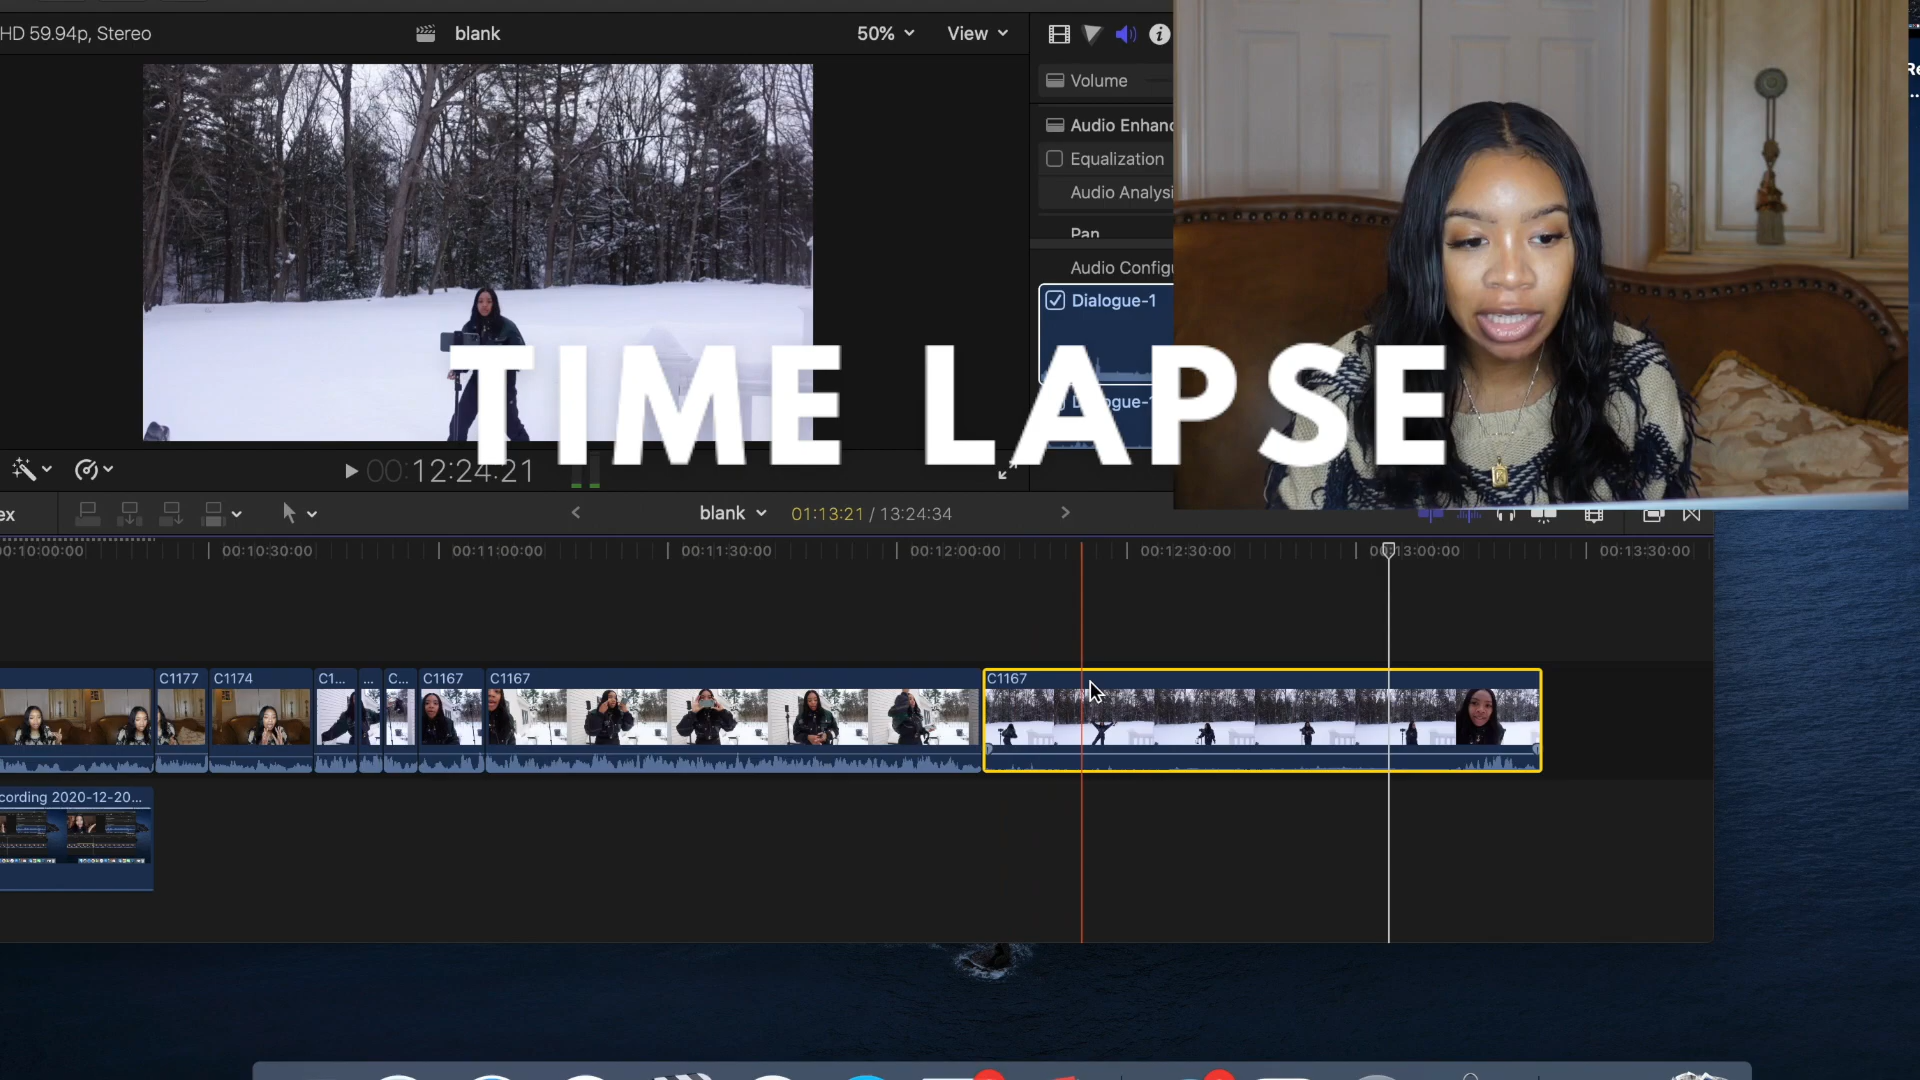 HD 59.94p, Stereo
blank
50%
View
Volume
Audio Enhanc
Equalization
Audio Analysi
Pan
Audio Configu
Dialogue-1
TIME LAPSE
00:12:24.21
ex
blank
01:13:21 / 13:24:34
00:10:00:00
00:10:30:00
00:11:00:00
00:11:30:00
00:12:00:00
00:12:30:00
00:13:00:00
00:13:30:00
C1177
C1174
C1...
...
C...
C1167
C1167
C1167
cording 2020-12-20...